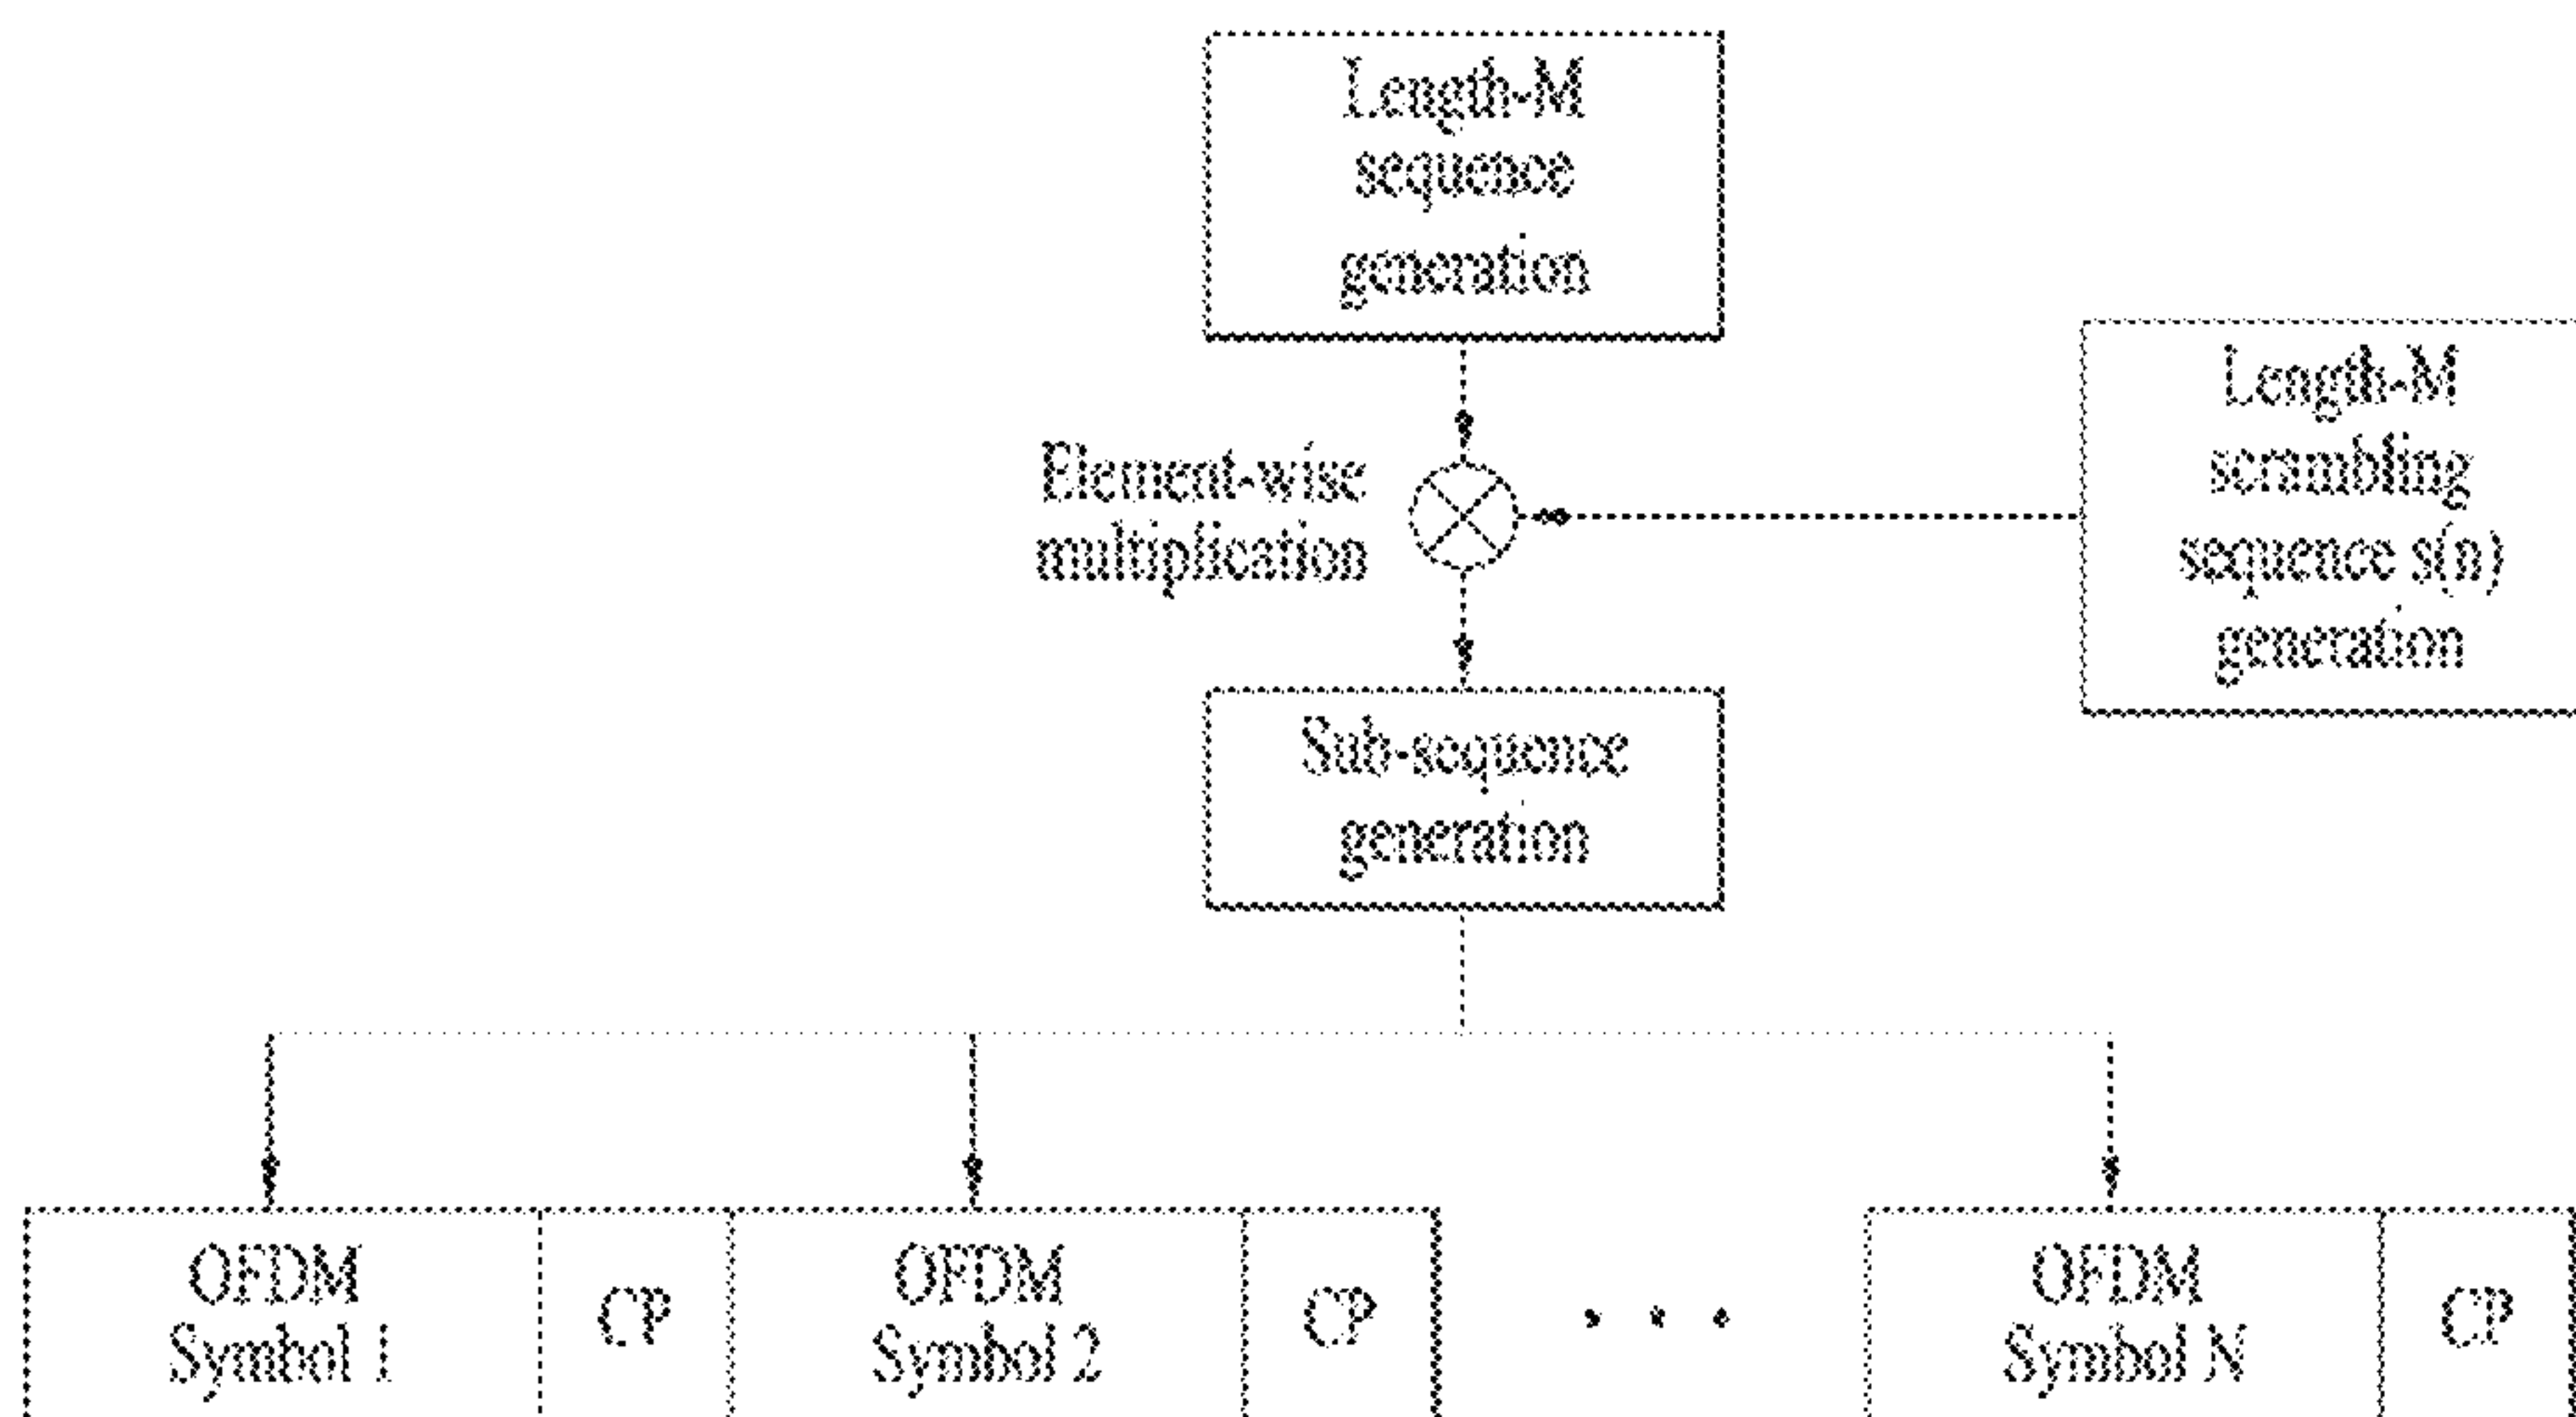 Length-M
sequence
generation
Length-M
scrambling
sequence s(n)
generation
Element-wise
multiplication
Sub-sequence
generation
OFDM
Symbol 1
CP
OFDM
Symbol 2
CP
• • •
OFDM
Symbol N
CP